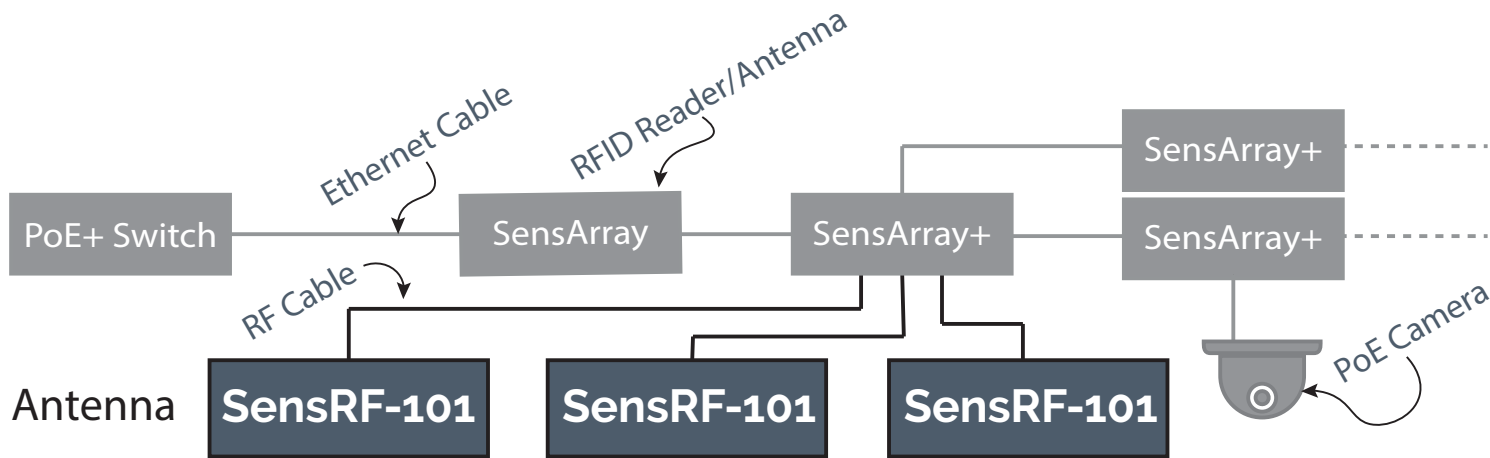 RFID Reader/Antenna
Ethernet Cable
SensArray+
PoE+ Switch
SensArray
SensArray+
SensArray+
RF Cable
PoE Camera
Antenna
SensRF-101
SensRF-101
SensRF-101